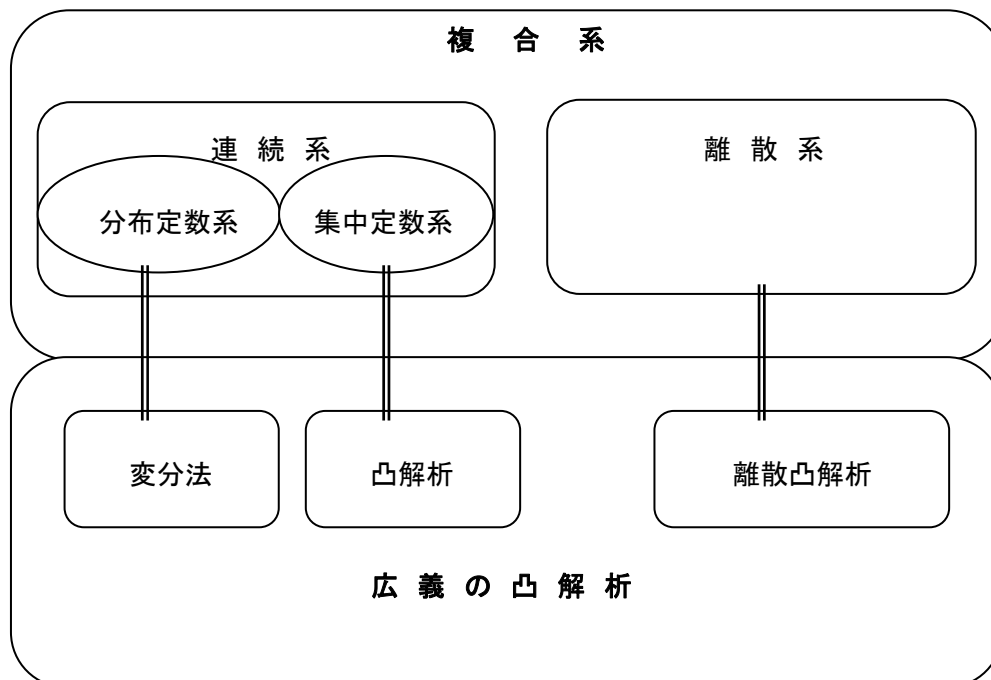 複 合 系
連 続 系
離 散 系
分布定数系
集中定数系
変分法
凸解析
離散凸解析
広 義 の 凸 解 析